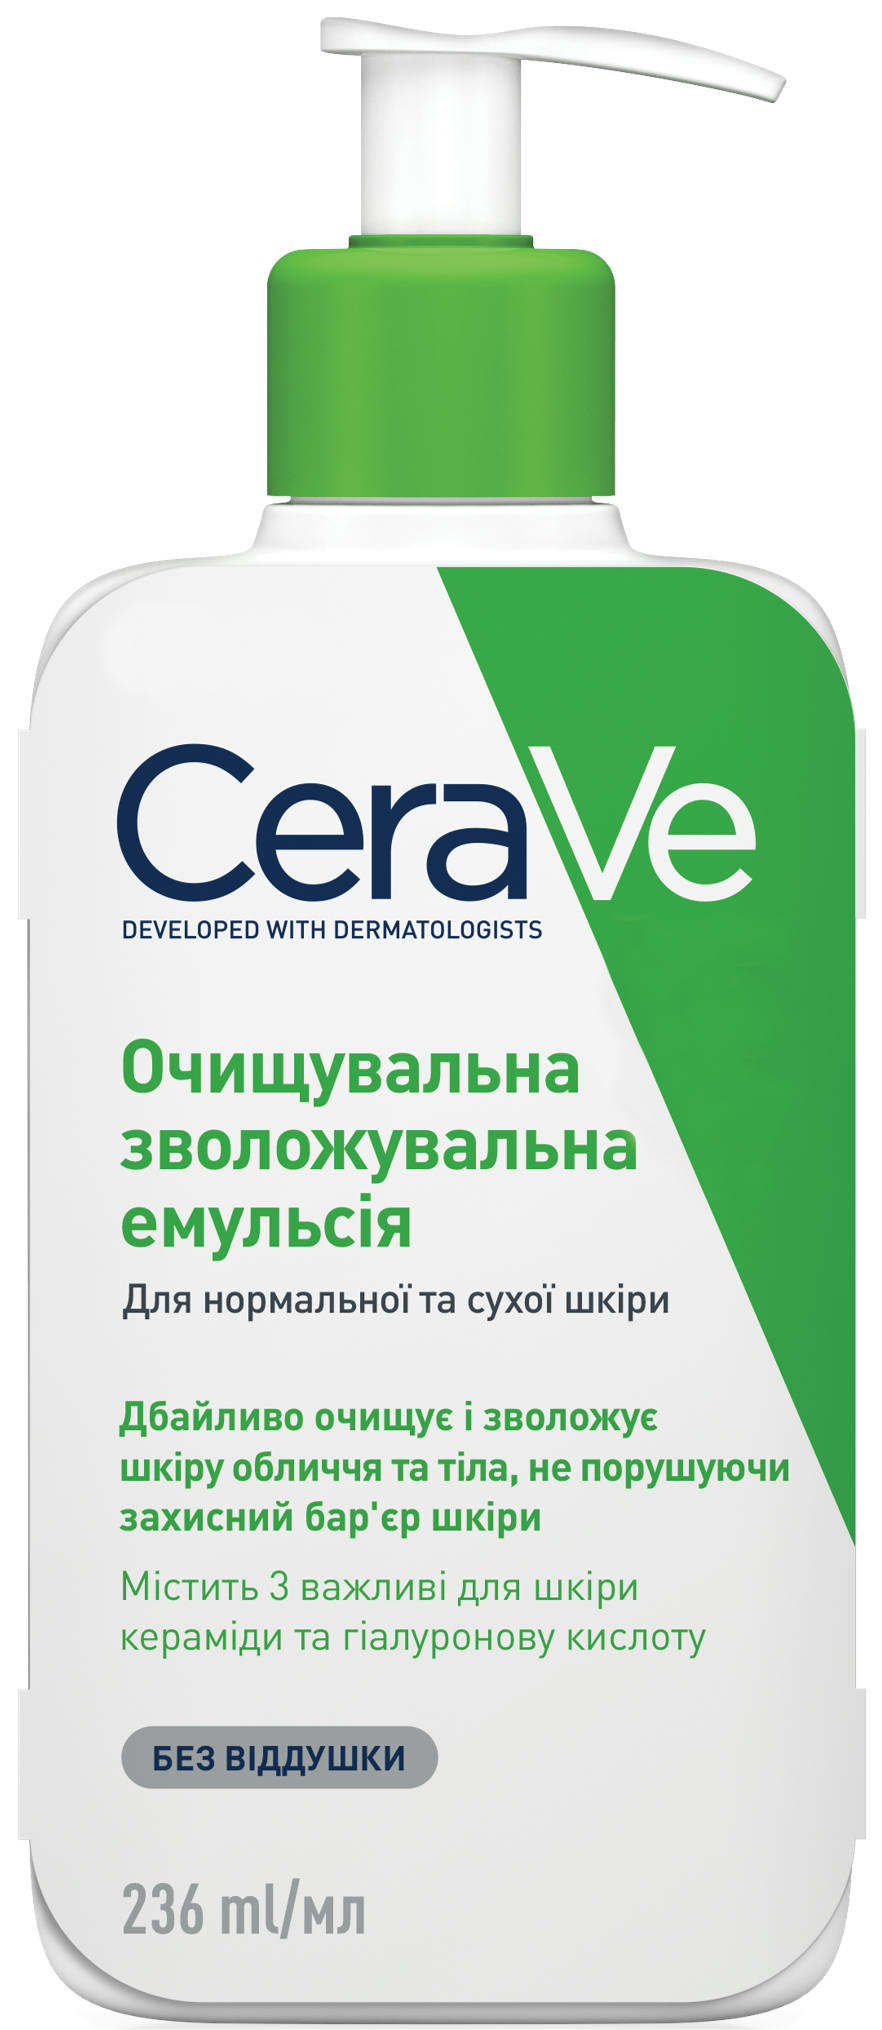 CeraVe
DEVELOPED WITH DERMATOLOGISTS
Очищувальна
зволожувальна
емульсія
Для нормальної та сухої шкіри
Дбайливо очищує і зволожує
шкіру обличчя та тіла, не порушуючи
захисний бар'єр шкіри
Містить 3 важливі для шкіри
кераміди та гіалуронову кислоту
БЕЗ ВІДДУШКИ
236 ml/мл